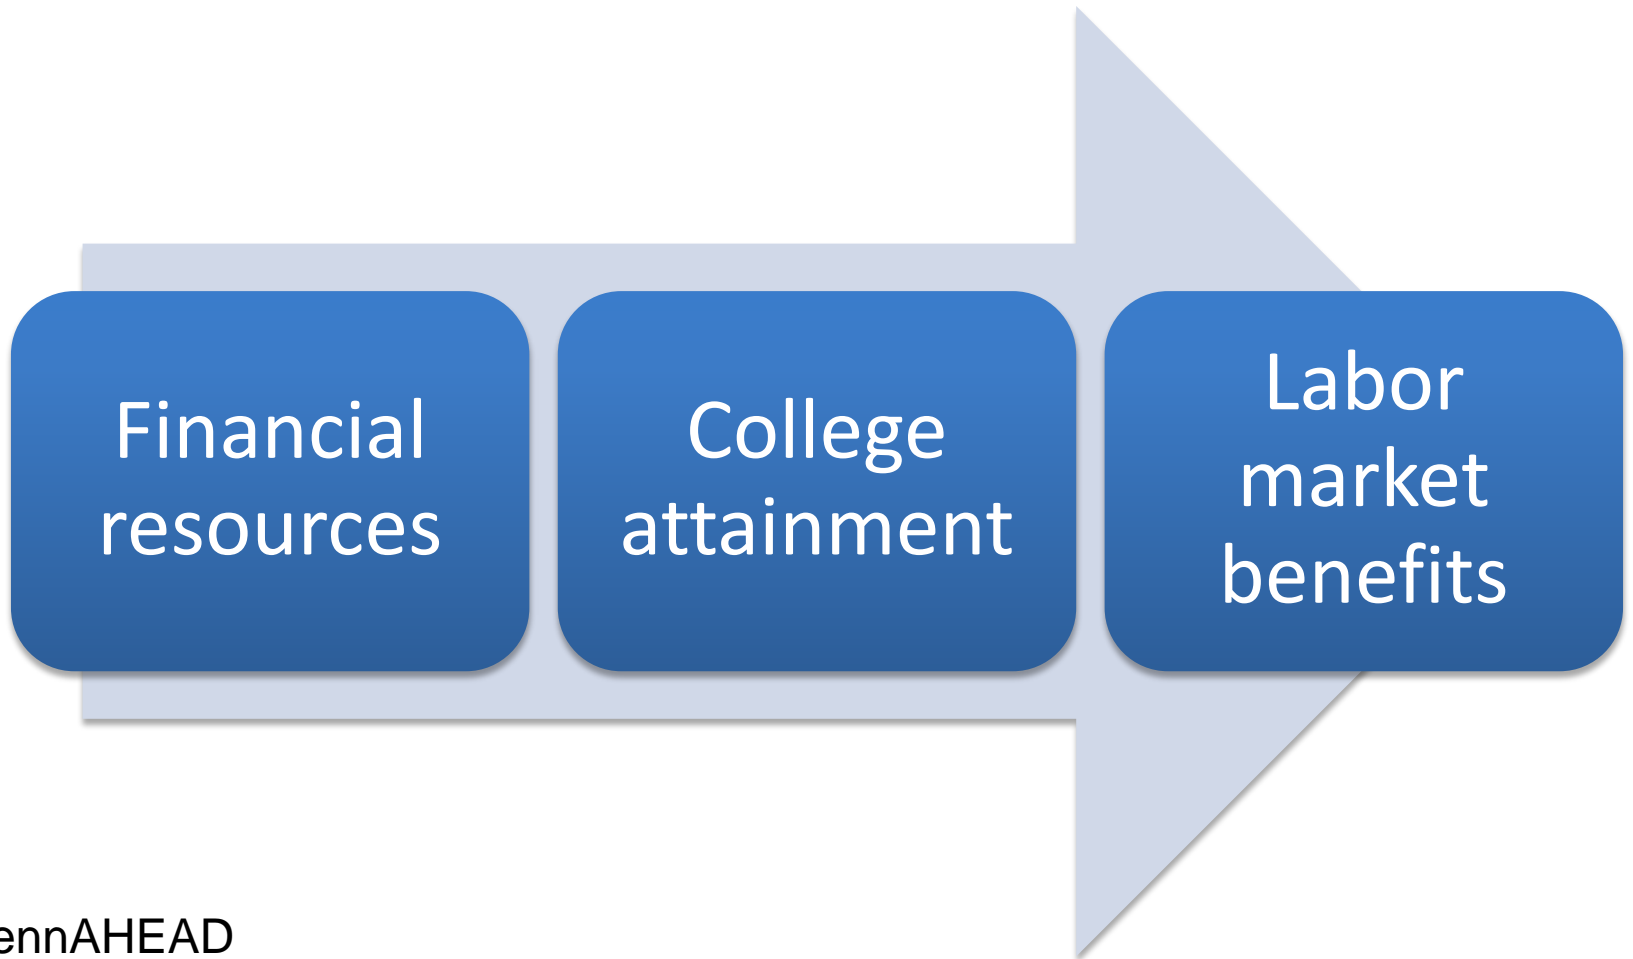 Financial
resources
College
attainment
Labor
market
benefits
ennAHEAD